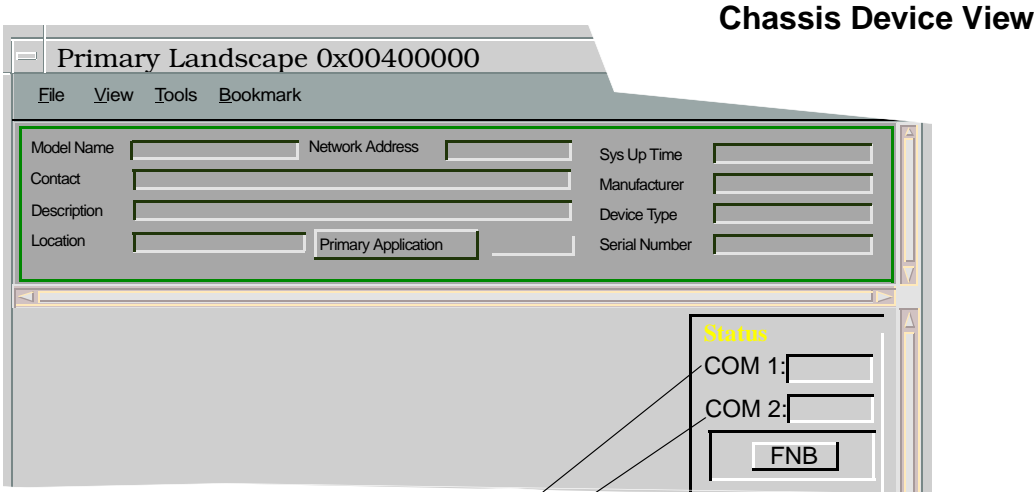 Chassis Device View
Primary Landscape 0x00400000
File View Tools Bookmark
Model Name Network Address Sys Up Time
Contact Manufacturer
Description Device Type
Location Primary Application Serial Number
Status
COM 1:
COM 2:
FNB